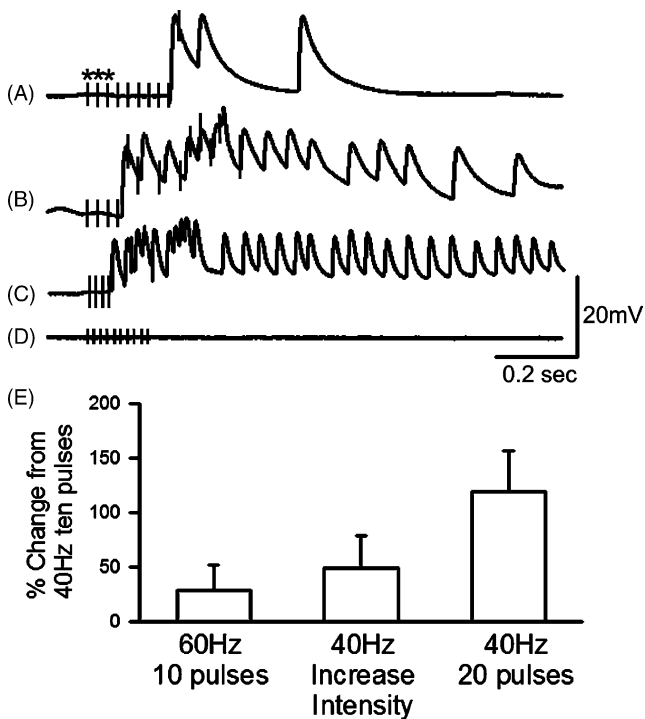 (A)
***
(B)
(C)
20mV
(D)
0.2 sec
(E)
% Change from
40Hz ten pulses
200
150
100
50
0
60Hz
10 pulses
40Hz
Increase
Intensity
40Hz
20 pulses